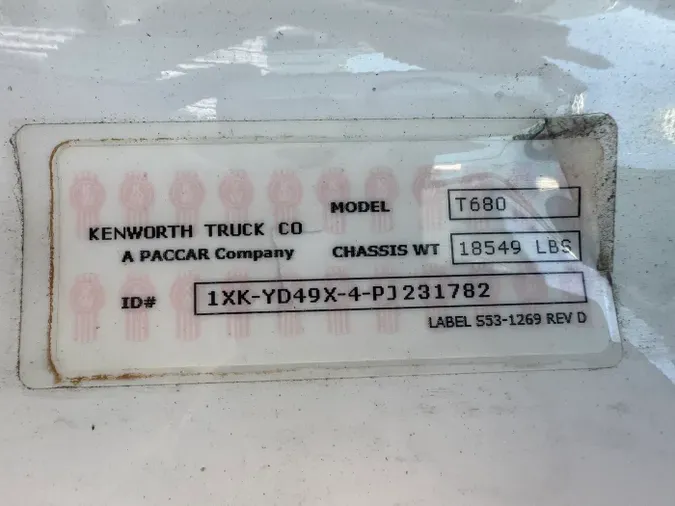 KENWORTH TRUCK CO
A PACCAR Company
MODEL T680
CHASSIS WT 18549 LBS
ID# 1XK-YD49X-4-PJ231782
LABEL S53-1269 REV D